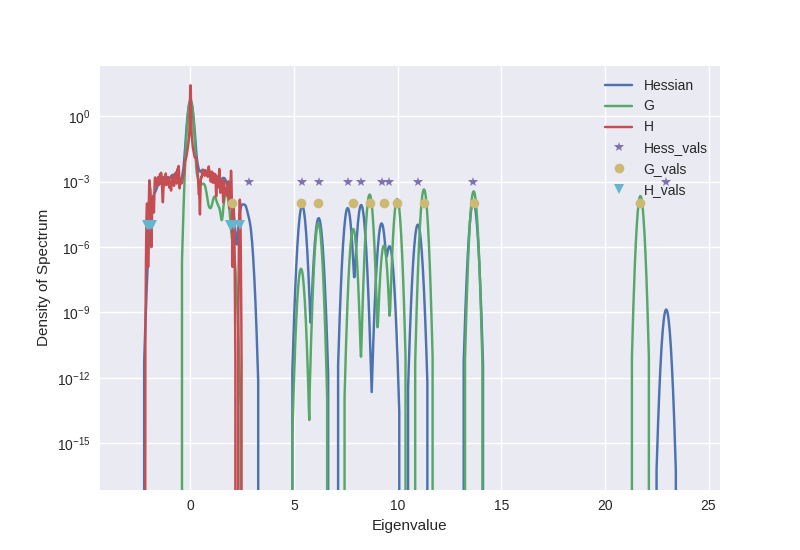 Hessian
G
H
Hess_vals
G_vals
H_vals
10^0
10^-3
10^-6
10^-9
10^-12
10^-15
Density of Spectrum
0 5 10 15 20 25
Eigenvalue